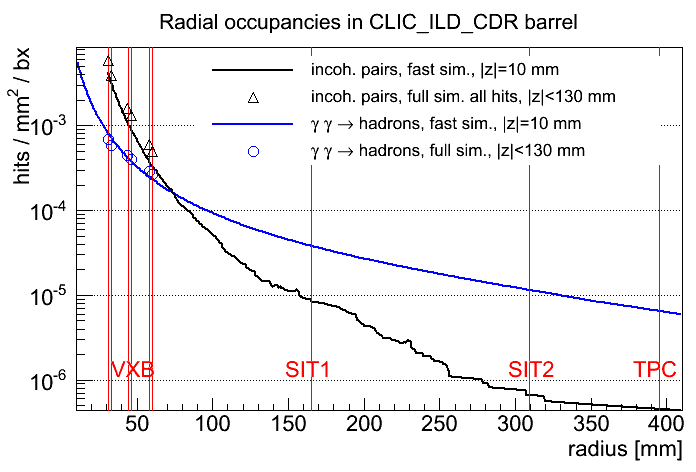 Radial occupancies in CLIC_ILD_CDR barrel
hits / mm² / bx
incoh. pairs, fast sim., |z|=10 mm
incoh. pairs, full sim. all hits, |z|<130 mm
γ γ → hadrons, fast sim., |z|=10 mm
γ γ → hadrons, full sim., |z|<130 mm
10⁻³
10⁻⁴
10⁻⁵
10⁻⁶
VXB SIT1 SIT2 TPC
50 100 150 200 250 300 350 400
radius [mm]